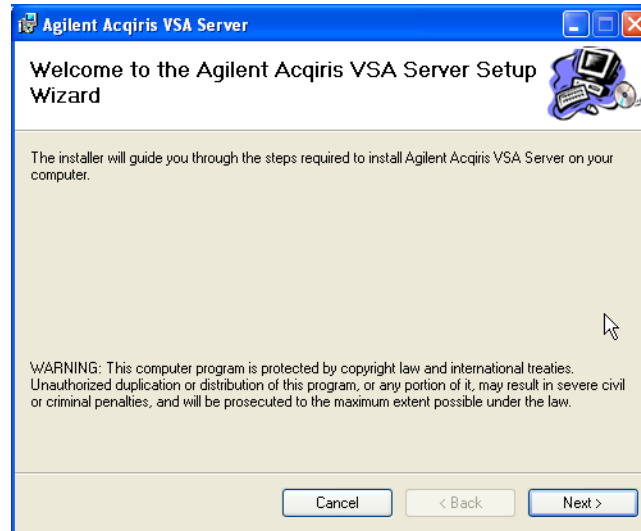 Agilent Acqiris VSA Server
Welcome to the Agilent Acqiris VSA Server Setup
Wizard
The installer will guide you through the steps required to install Agilent Acqiris VSA Server on your
computer.
WARNING: This computer program is protected by copyright law and international treaties.
Unauthorized duplication or distribution of this program, or any portion of it, may result in severe civil
or criminal penalties, and will be prosecuted to the maximum extent possible under the law.
Cancel
< Back
Next >